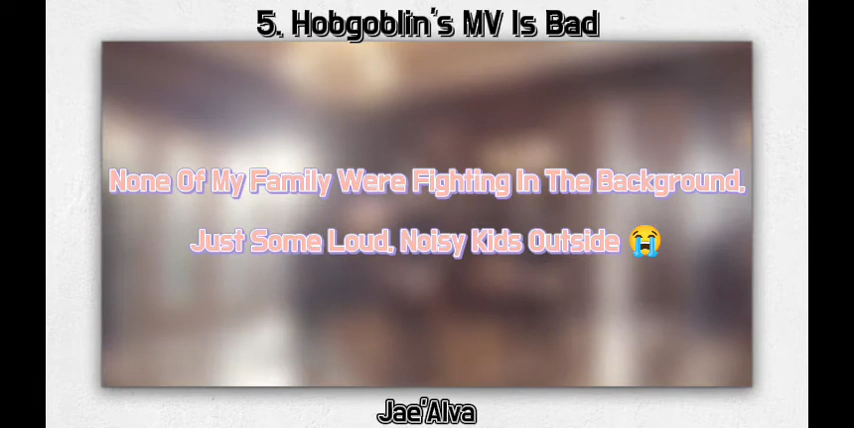 5. Hobgoblin's MV Is Bad
None Of My Family Were Fighting In The Background,
Just Some Loud, Noisy Kids Outside 😭
Jae'Alva